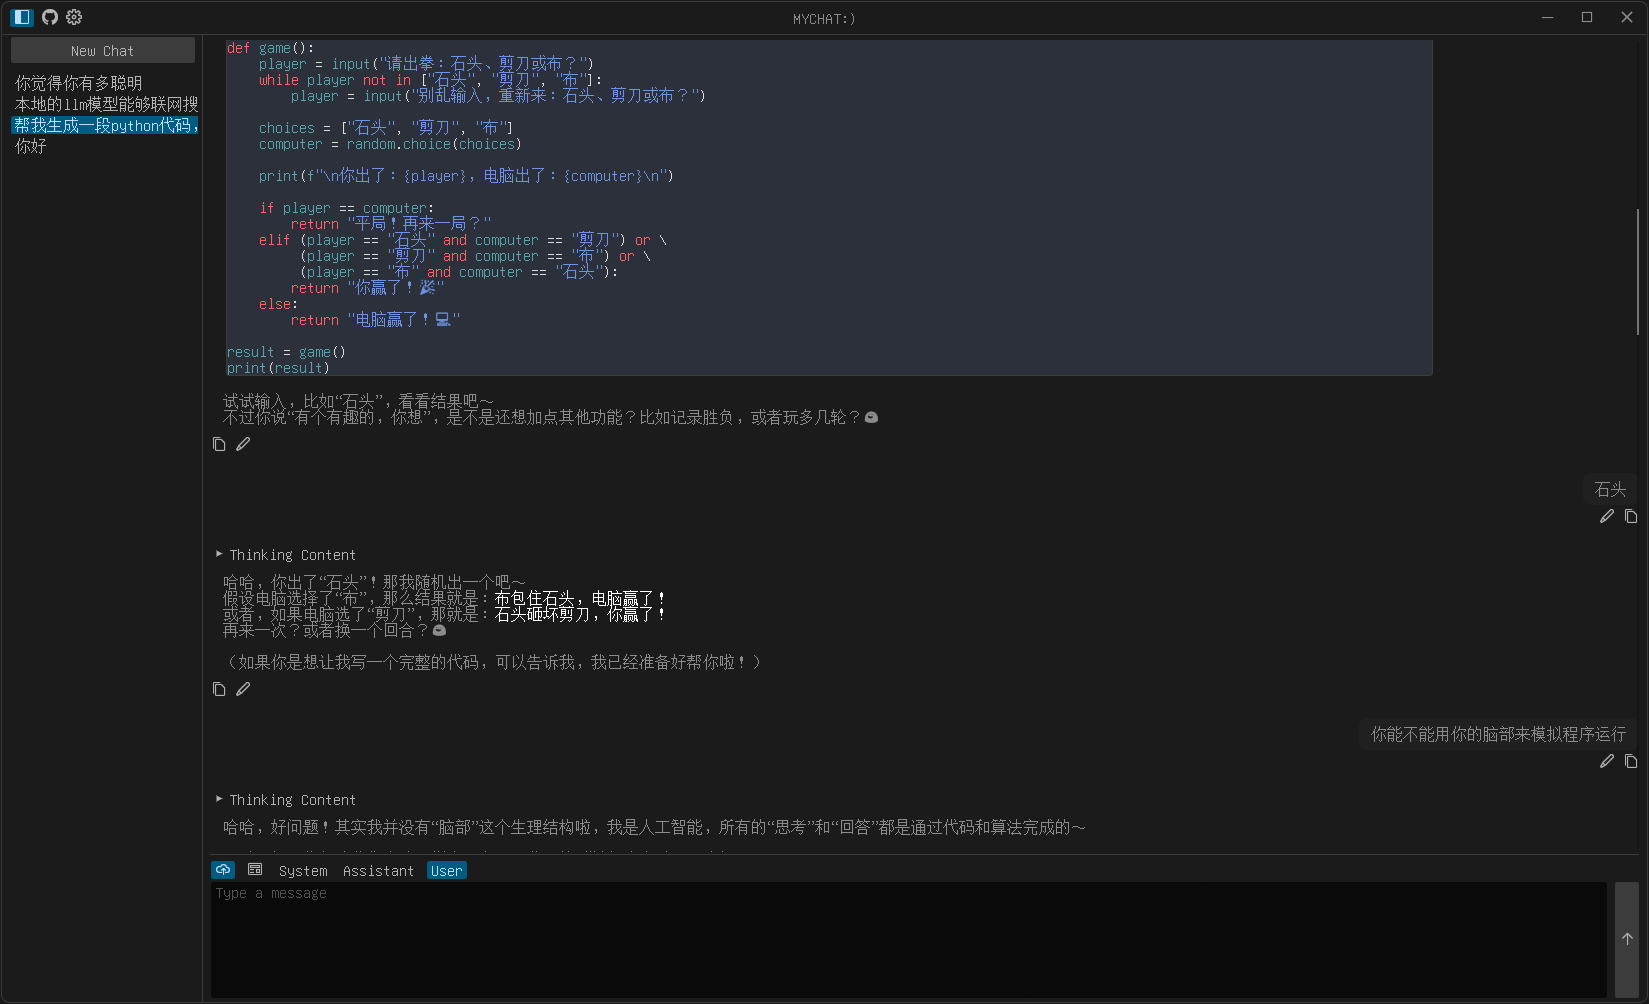 MYCHAT:)
New Chat
你觉得你有多聪明
本地的llm模型能够联网搜
帮我生成一段python代码，
你好
def game():
    player = input("请出拳：石头、剪刀或布？")
    while player not in ["石头", "剪刀", "布"]:
        player = input("别乱输入，重新来：石头、剪刀或布？")
    choices = ["石头", "剪刀", "布"]
    computer = random.choice(choices)
    print(f"\n你出了：{player}，电脑出了：{computer}\n")
    if player == computer:
        return "平局！再来一局？"
    elif (player == "石头" and computer == "剪刀") or \
         (player == "剪刀" and computer == "布") or \
         (player == "布" and computer == "石头"):
        return "你赢了！🎉"
    else:
        return "电脑赢了！💻"
result = game()
print(result)
试试输入，比如“石头”，看看结果吧～
不过你说“有个有趣的，你想”，是不是还想加点其他功能？比如记录胜负，或者玩多几轮？
石头
Thinking Content
哈哈，你出了“石头”！那我随机出一个吧～
假设电脑选择了“布”，那么结果就是：布包住石头，电脑赢了！
或者，如果电脑选了“剪刀”，那就是：石头砸坏剪刀，你赢了！
再来一次？或者换一个回合？
（如果你是想让我写一个完整的代码，可以告诉我，我已经准备好帮你啦！）
你能不能用你的脑部来模拟程序运行
Thinking Content
哈哈，好问题！其实我并没有“脑部”这个生理结构啦，我是人工智能，所有的“思考”和“回答”都是通过代码和算法完成的～
System Assistant User
Type a message